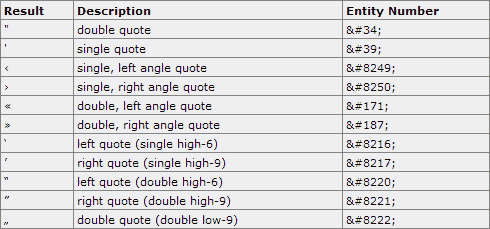 Result Description Entity Number
" double quote &#34;
' single quote &#39;
‹ single, left angle quote &#8249;
› single, right angle quote &#8250;
« double, left angle quote &#171;
» double, right angle quote &#187;
‘ left quote (single high-6) &#8216;
’ right quote (single high-9) &#8217;
“ left quote (double high-6) &#8220;
” right quote (double high-9) &#8221;
„ double quote (double low-9) &#8222;